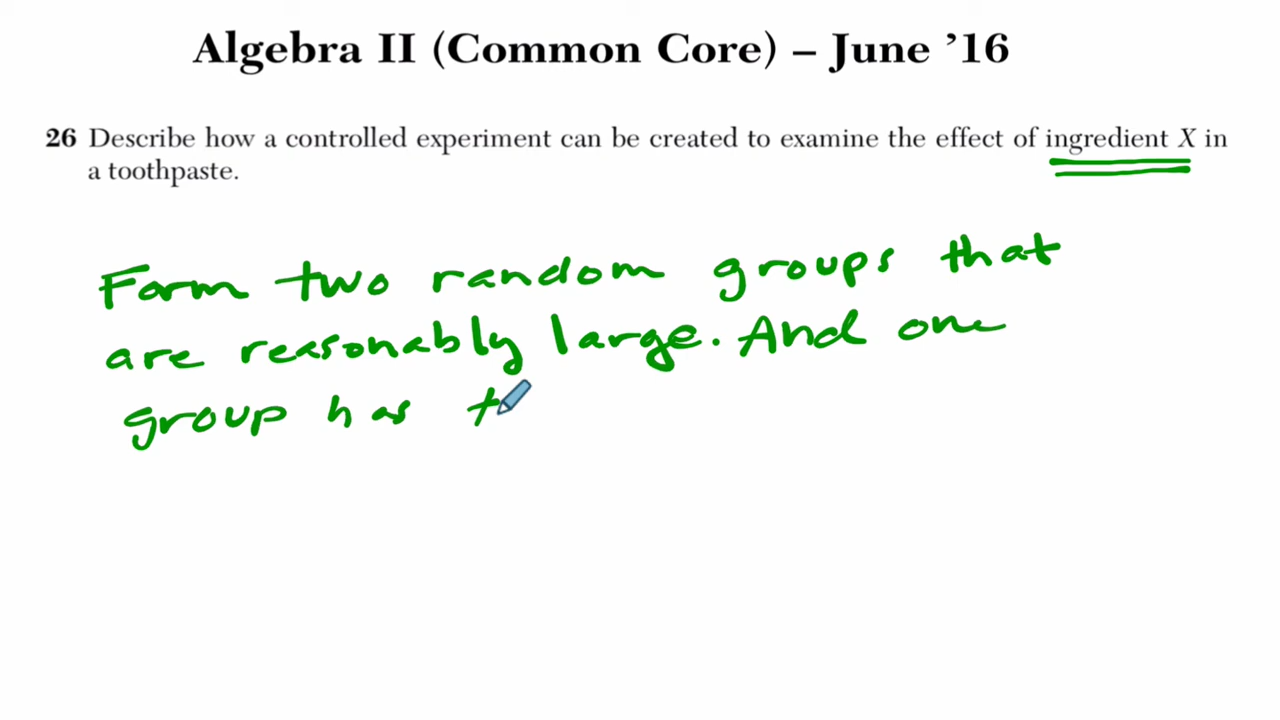 Algebra II (Common Core) – June ’16
26 Describe how a controlled experiment can be created to examine the effect of ingredient X in
a toothpaste.
Form two random groups that
are reasonably large. And one
group has t